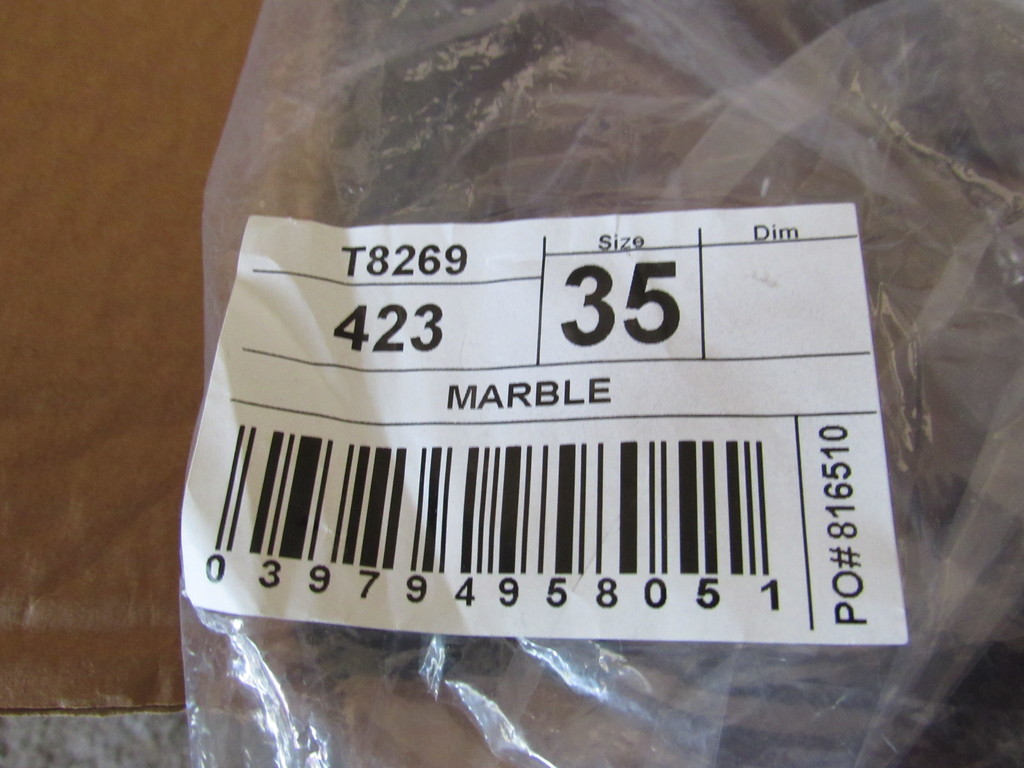 T8269
423
Size
35
Dim
MARBLE
0 39794 95805 1
PO# 816510